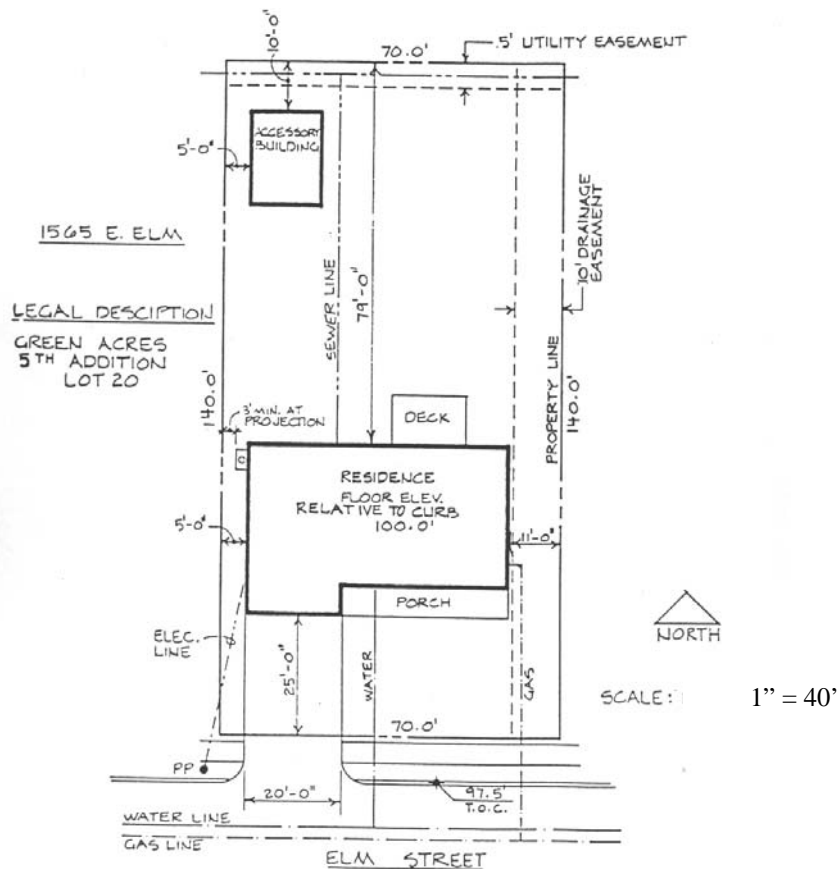 70.0'
.5' UTILITY EASEMENT
10'-0"
ACCESSORY
BUILDING
5'-0"
1565 E. ELM
LEGAL DESCIPTION
GREEN ACRES
5TH ADDITION
LOT 20
SEWER LINE
79'-0"
10' DRAINAGE
EASEMENT
PROPERTY LINE
140.0'
140.0'
3' MIN. AT
PROJECTION
DECK
C
RESIDENCE
FLOOR ELEV.
RELATIVE TO CURB
100.0'
5'-0"
11'-0"
PORCH
ELEC.
LINE
25'-0"
WATER
GAS
NORTH
SCALE: 1” = 40’
70.0'
PP
20'-0"
97.5'
T.O.C.
WATER LINE
GAS LINE
ELM STREET